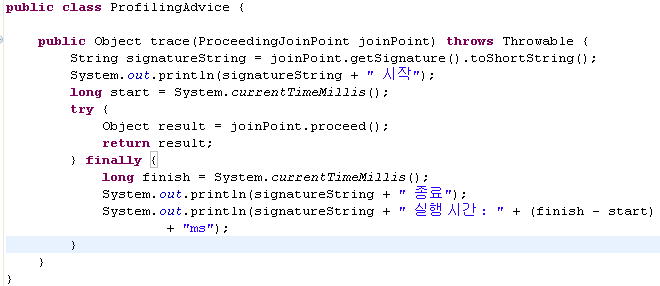 public class ProfilingAdvice {
public Object trace(ProceedingJoinPoint joinPoint) throws Throwable {
String signatureString = joinPoint.getSignature().toShortString();
System.out.println(signatureString + " 시작");
long start = System.currentTimeMillis();
try {
Object result = joinPoint.proceed();
return result;
} finally {
long finish = System.currentTimeMillis();
System.out.println(signatureString + " 종료");
System.out.println(signatureString + " 실행 시간 : " + (finish - start)
+ "ms");
}
}
}